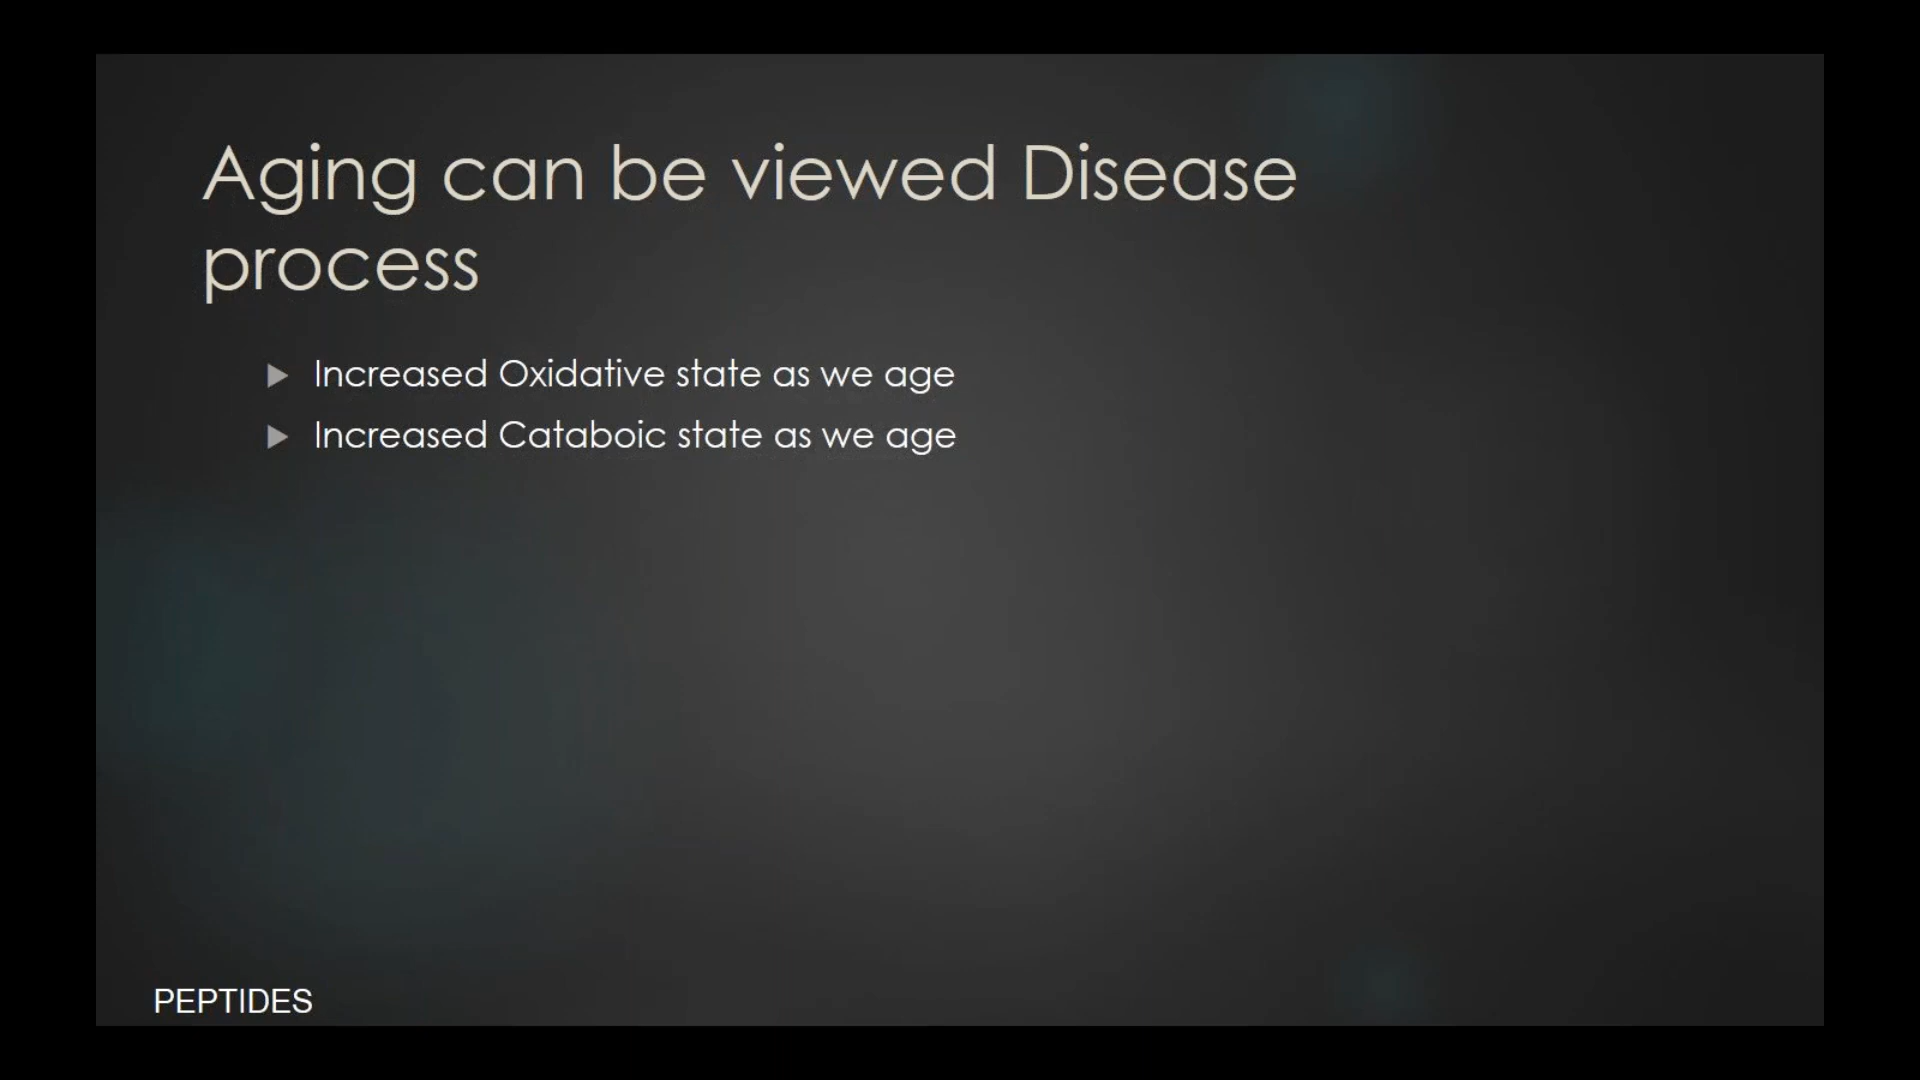 Aging can be viewed Disease
process
Increased Oxidative state as we age
Increased Cataboic state as we age
PEPTIDES